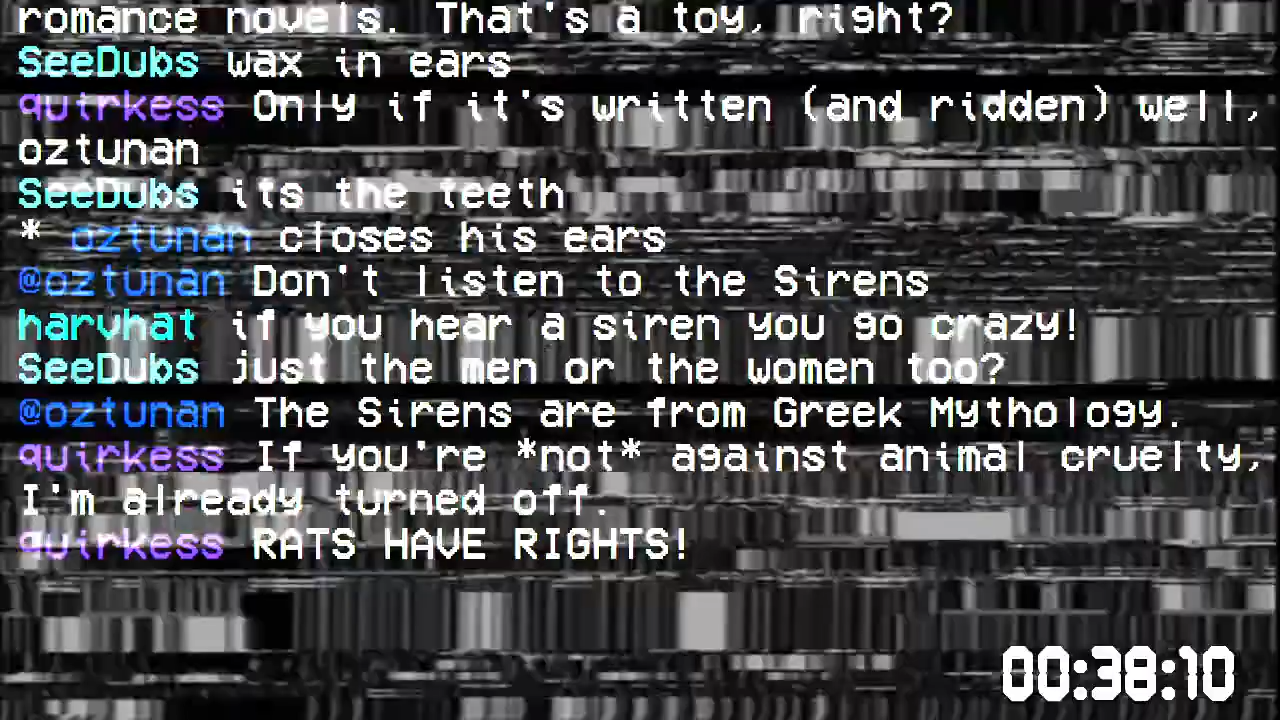 romance novels. That's a toy, right?
SeeDubs wax in ears
quirkess Only if it's written (and ridden) well,
oztunan
SeeDubs its the teeth
* oztunan closes his ears
@oztunan Don't listen to the Sirens
harvhat if you hear a siren you go crazy!
SeeDubs just the men or the women too?
@oztunan The Sirens are from Greek Mythology.
quirkess If you're *not* against animal cruelty,
I'm already turned off.
quirkess RATS HAVE RIGHTS!
00:38:10